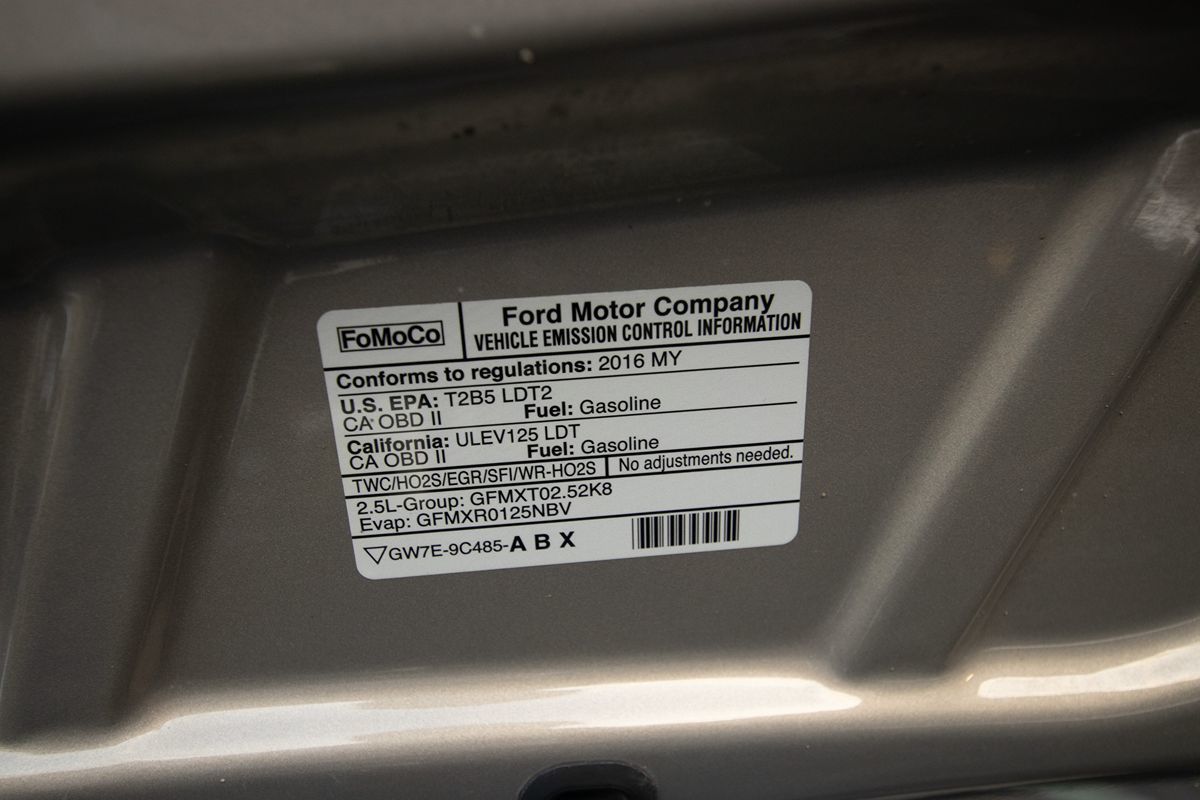 FoMoCo
Ford Motor Company
VEHICLE EMISSION CONTROL INFORMATION
Conforms to regulations: 2016 MY
U.S. EPA: T2B5 LDT2
CA OBD II Fuel: Gasoline
California: ULEV125 LDT
CA OBD II Fuel: Gasoline
TWC/HO2S/EGR/SFI/WR-HO2S No adjustments needed.
2.5L-Group: GFMXT02.52K8
Evap: GFMXR0125NBV
GW7E-9C485-A B X